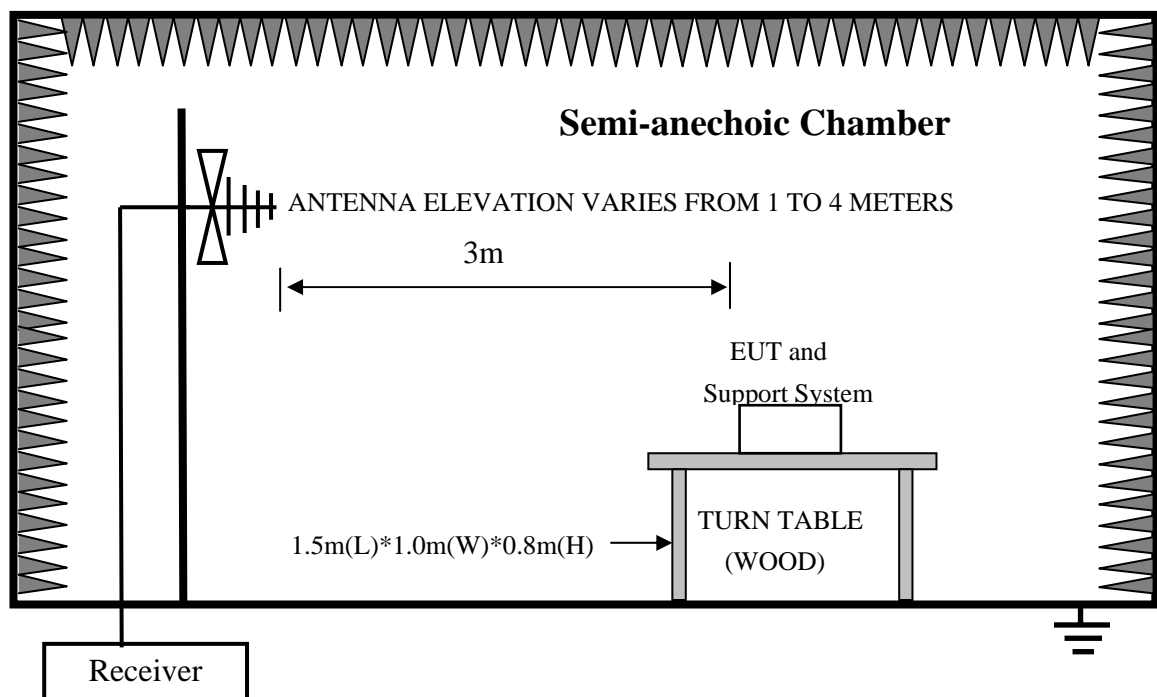 Semi-anechoic Chamber
ANTENNA ELEVATION VARIES FROM 1 TO 4 METERS
3m
EUT and
Support System
TURN TABLE
(WOOD)
1.5m(L)*1.0m(W)*0.8m(H)
Receiver